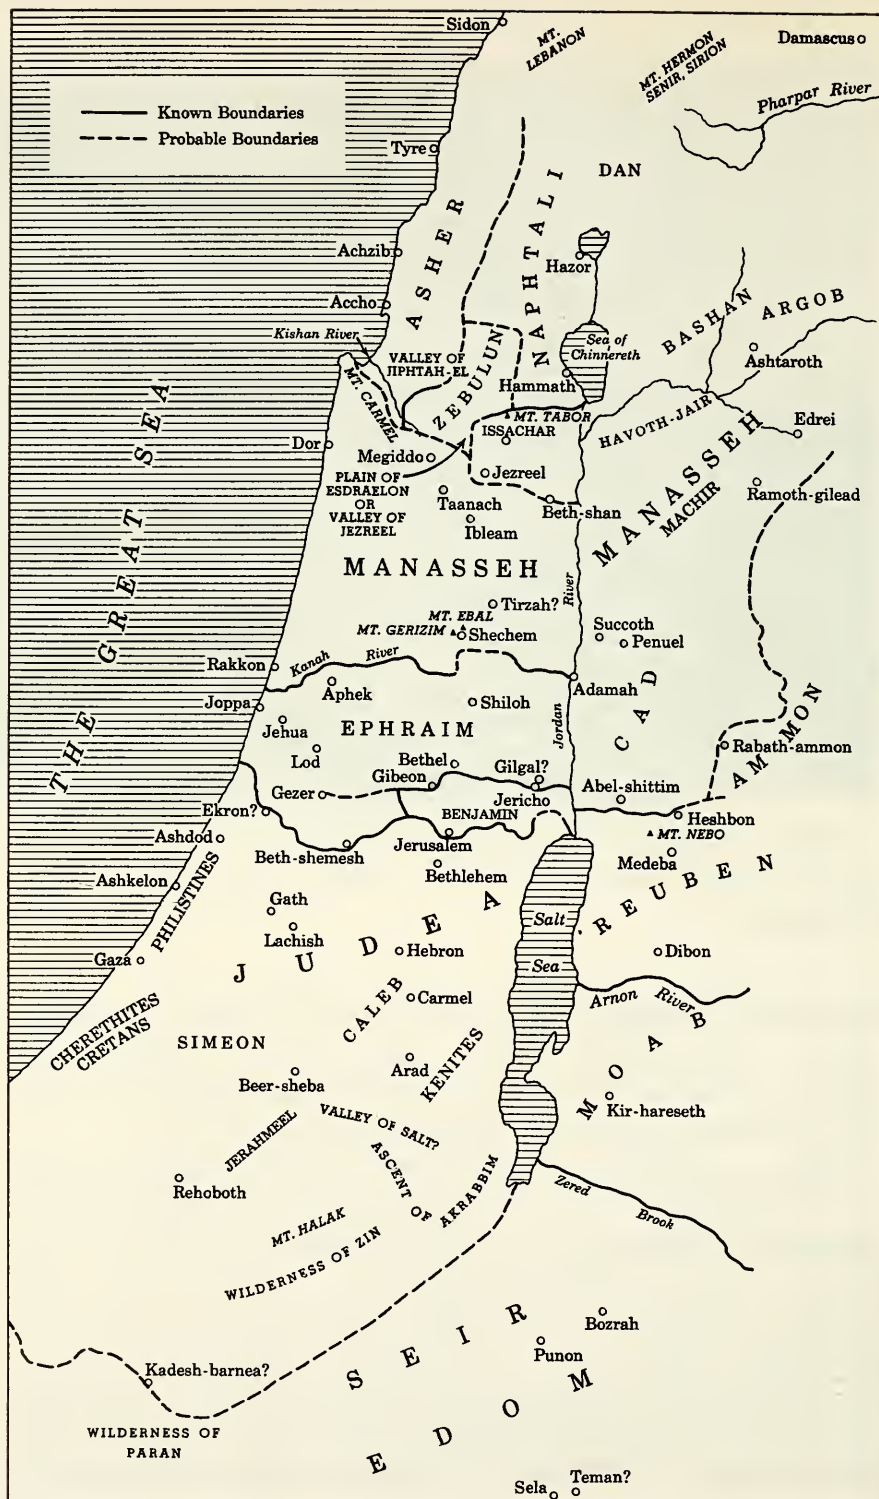 Sidon
MT.
LEBANON
MT. HERMON
SENIR, SIRION
Damascus
Pharpar River
Known Boundaries
Probable Boundaries
Tyre
DAN
ASHER
NAPHTALI
Achzib
Hazor
Accho
BASHAN
ARGOB
Kishan River
Sea of
Chinnereth
VALLEY OF
JIPHTAH-EL
ZEBULUN
Ashtaroth
MT. CARMEL
Hammath
MT. TABOR
ISSACHAR
HAVOTH-JAIR
Edrei
Dor
Megiddo
Jezreel
PLAIN OF
ESDRAELON
OR
VALLEY OF
JEZREEL
Taanach
Beth-shan
Ibleam
MANASSEH
MACHIR
Ramoth-gilead
THE GREAT SEA
MANASSEH
Tirzah?
MT. EBAL
MT. GERIZIM
Shechem
Jordan River
Succoth
Penuel
Rakkon
Kanah River
Adamah
Aphek
Shiloh
Joppa
CAD
Jehua
EPHRAIM
Lod
Bethel
Gilgal?
Rabath-ammon
AMMON
Gibeon
Gezer
Jericho
Abel-shittim
Ekron?
BENJAMIN
Heshbon
Ashdod
Jerusalem
MT. NEBO
Beth-shemesh
Bethlehem
Medeba
Ashkelon
PHILISTINES
REUBEN
Gath
Lachish
Salt
Sea
JUDEA
Hebron
Dibon
Gaza
CALEB
Carmel
Arnon River
CHERETHITES
CRETANS
SIMEON
MOAB
Arad
KENITES
Beer-sheba
Kir-hareseth
JERAHMEEL
VALLEY OF SALT?
Rehoboth
ASCENT OF AKRABBIM
Zered Brook
MT. HALAK
WILDERNESS OF ZIN
SEIR
Bozrah
Punon
Kadesh-barnea?
EDOM
WILDERNESS OF
PARAN
Sela
Teman?